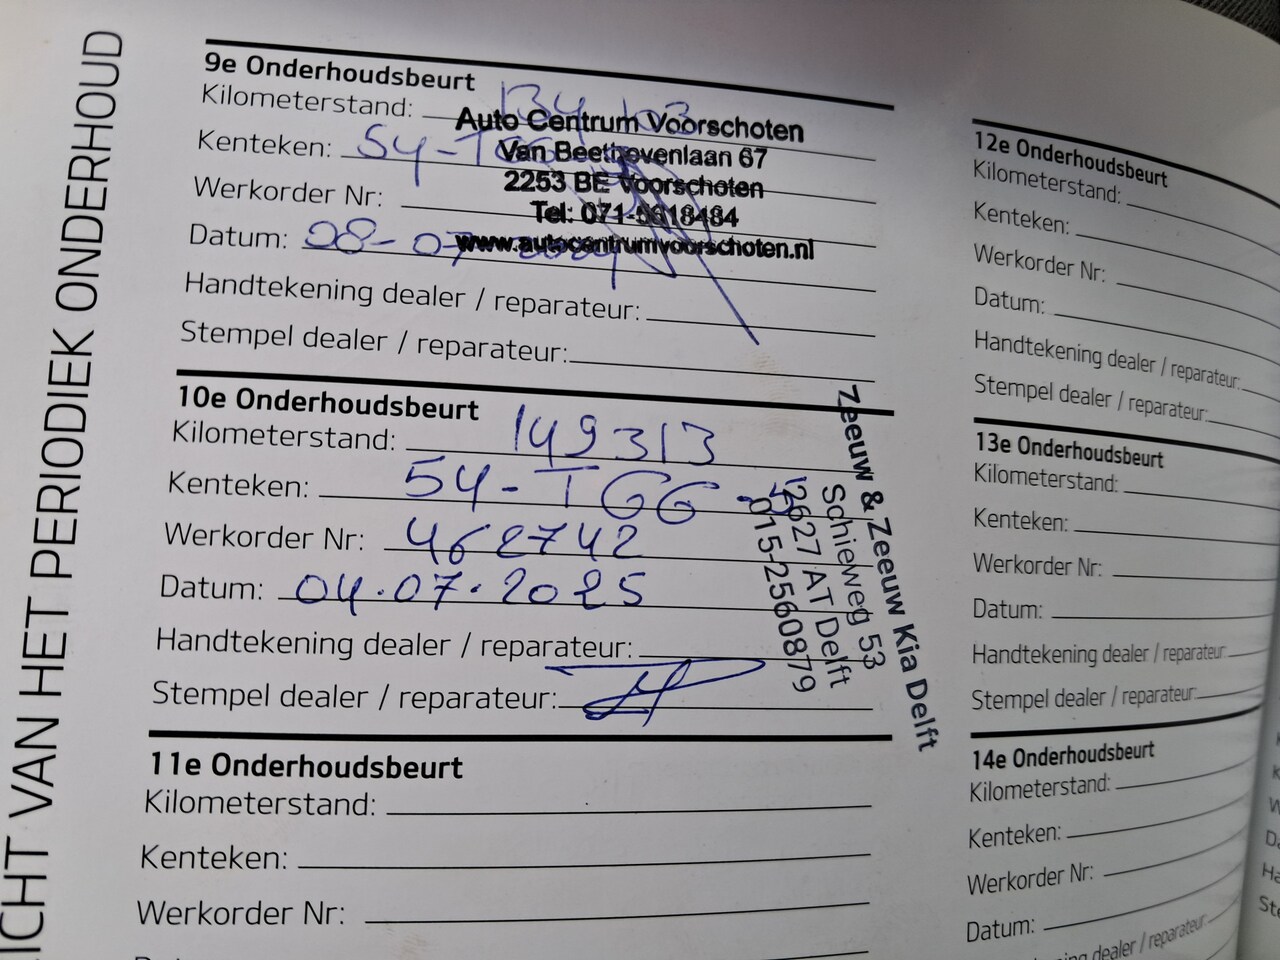 ICHT VAN HET PERIODIEK ONDERHOUD
9e Onderhoudsbeurt
Kilometerstand:
Kenteken: 54-
Werkorder Nr:
Datum: 08-07
Handtekening dealer / reparateur:
Stempel dealer / reparateur:
Auto Centrum Voorschoten
Van Beethovenlaan 67
2253 BE Voorschoten
Tel: 071-5618484
www.autocentrumvoorschoten.nl
10e Onderhoudsbeurt
Kilometerstand: 149313
Kenteken: 54-TGG-5
Werkorder Nr: 462742
Datum: 04.07.2025
Handtekening dealer / reparateur:
Stempel dealer / reparateur:
Zeeuw & Zeeuw Kia Delft
Schieweg 53
2627 AT Delft
015-2560879
11e Onderhoudsbeurt
Kilometerstand:
Kenteken:
Werkorder Nr:
12e Onderhoudsbeurt
Kilometerstand:
Kenteken:
Werkorder Nr:
Datum:
Handtekening dealer / reparateur:
Stempel dealer / reparateur:
13e Onderhoudsbeurt
Kilometerstand:
Kenteken:
Werkorder Nr:
Datum:
Handtekening dealer / reparateur:
Stempel dealer / reparateur:
14e Onderhoudsbeurt
Kilometerstand:
Kenteken:
Werkorder Nr:
Datum:
dealer / reparateur: